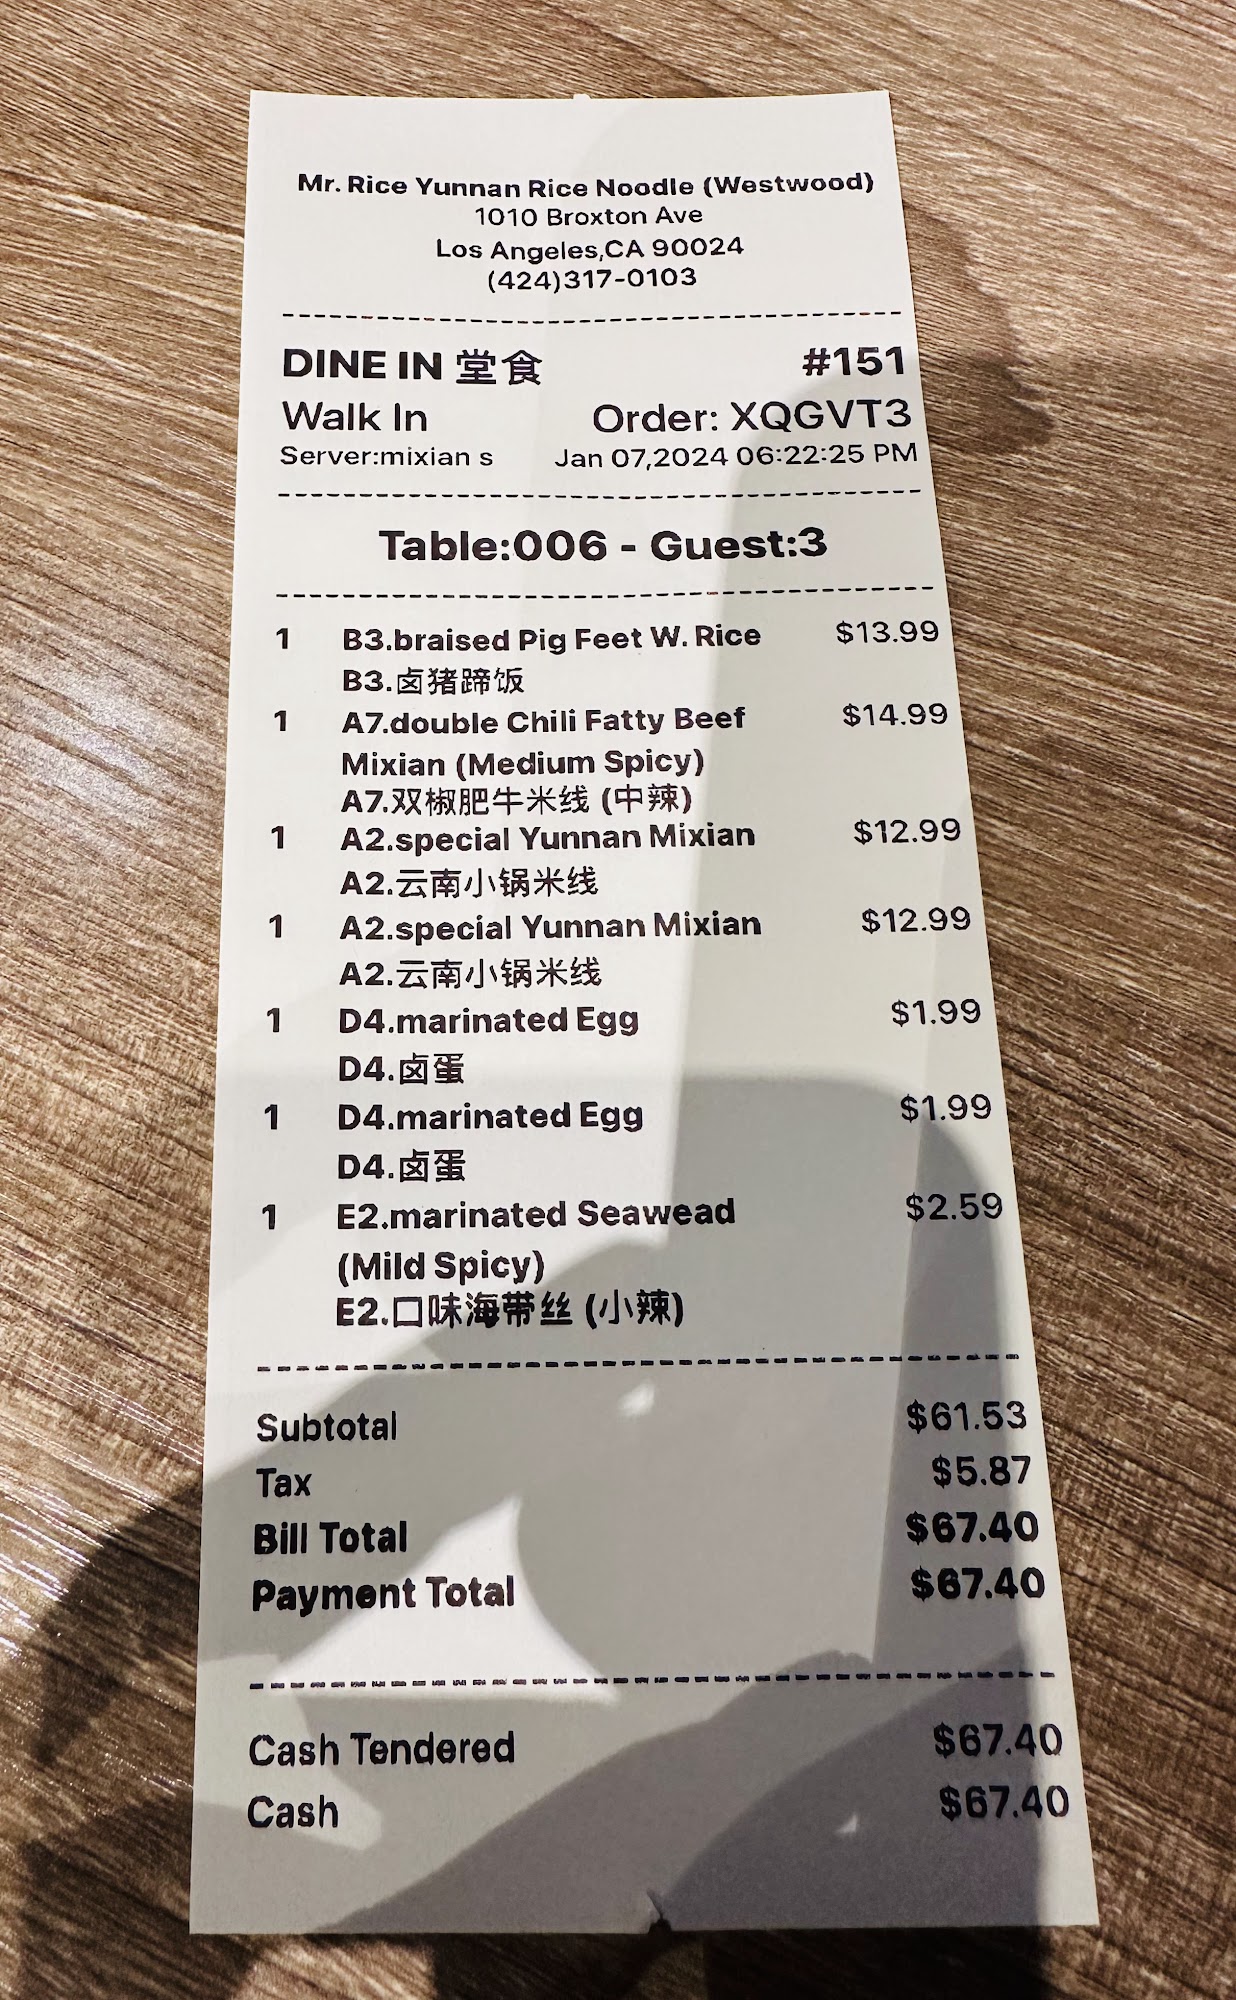 Mr. Rice Yunnan Rice Noodle (Westwood)
1010 Broxton Ave
Los Angeles,CA 90024
(424)317-0103
DINE IN 堂食 #151
Walk In Order: XQGVT3
Server:mixian s Jan 07,2024 06:22:25 PM
Table:006 - Guest:3
1 B3.braised Pig Feet W. Rice $13.99
B3.卤猪蹄饭
1 A7.double Chili Fatty Beef $14.99
Mixian (Medium Spicy)
A7.双椒肥牛米线 (中辣)
1 A2.special Yunnan Mixian $12.99
A2.云南小锅米线
1 A2.special Yunnan Mixian $12.99
A2.云南小锅米线
1 D4.marinated Egg $1.99
D4.卤蛋
1 D4.marinated Egg $1.99
D4.卤蛋
1 E2.marinated Seawead $2.59
(Mild Spicy)
E2.口味海带丝 (小辣)
Subtotal $61.53
Tax $5.87
Bill Total $67.40
Payment Total $67.40
Cash Tendered $67.40
Cash $67.40